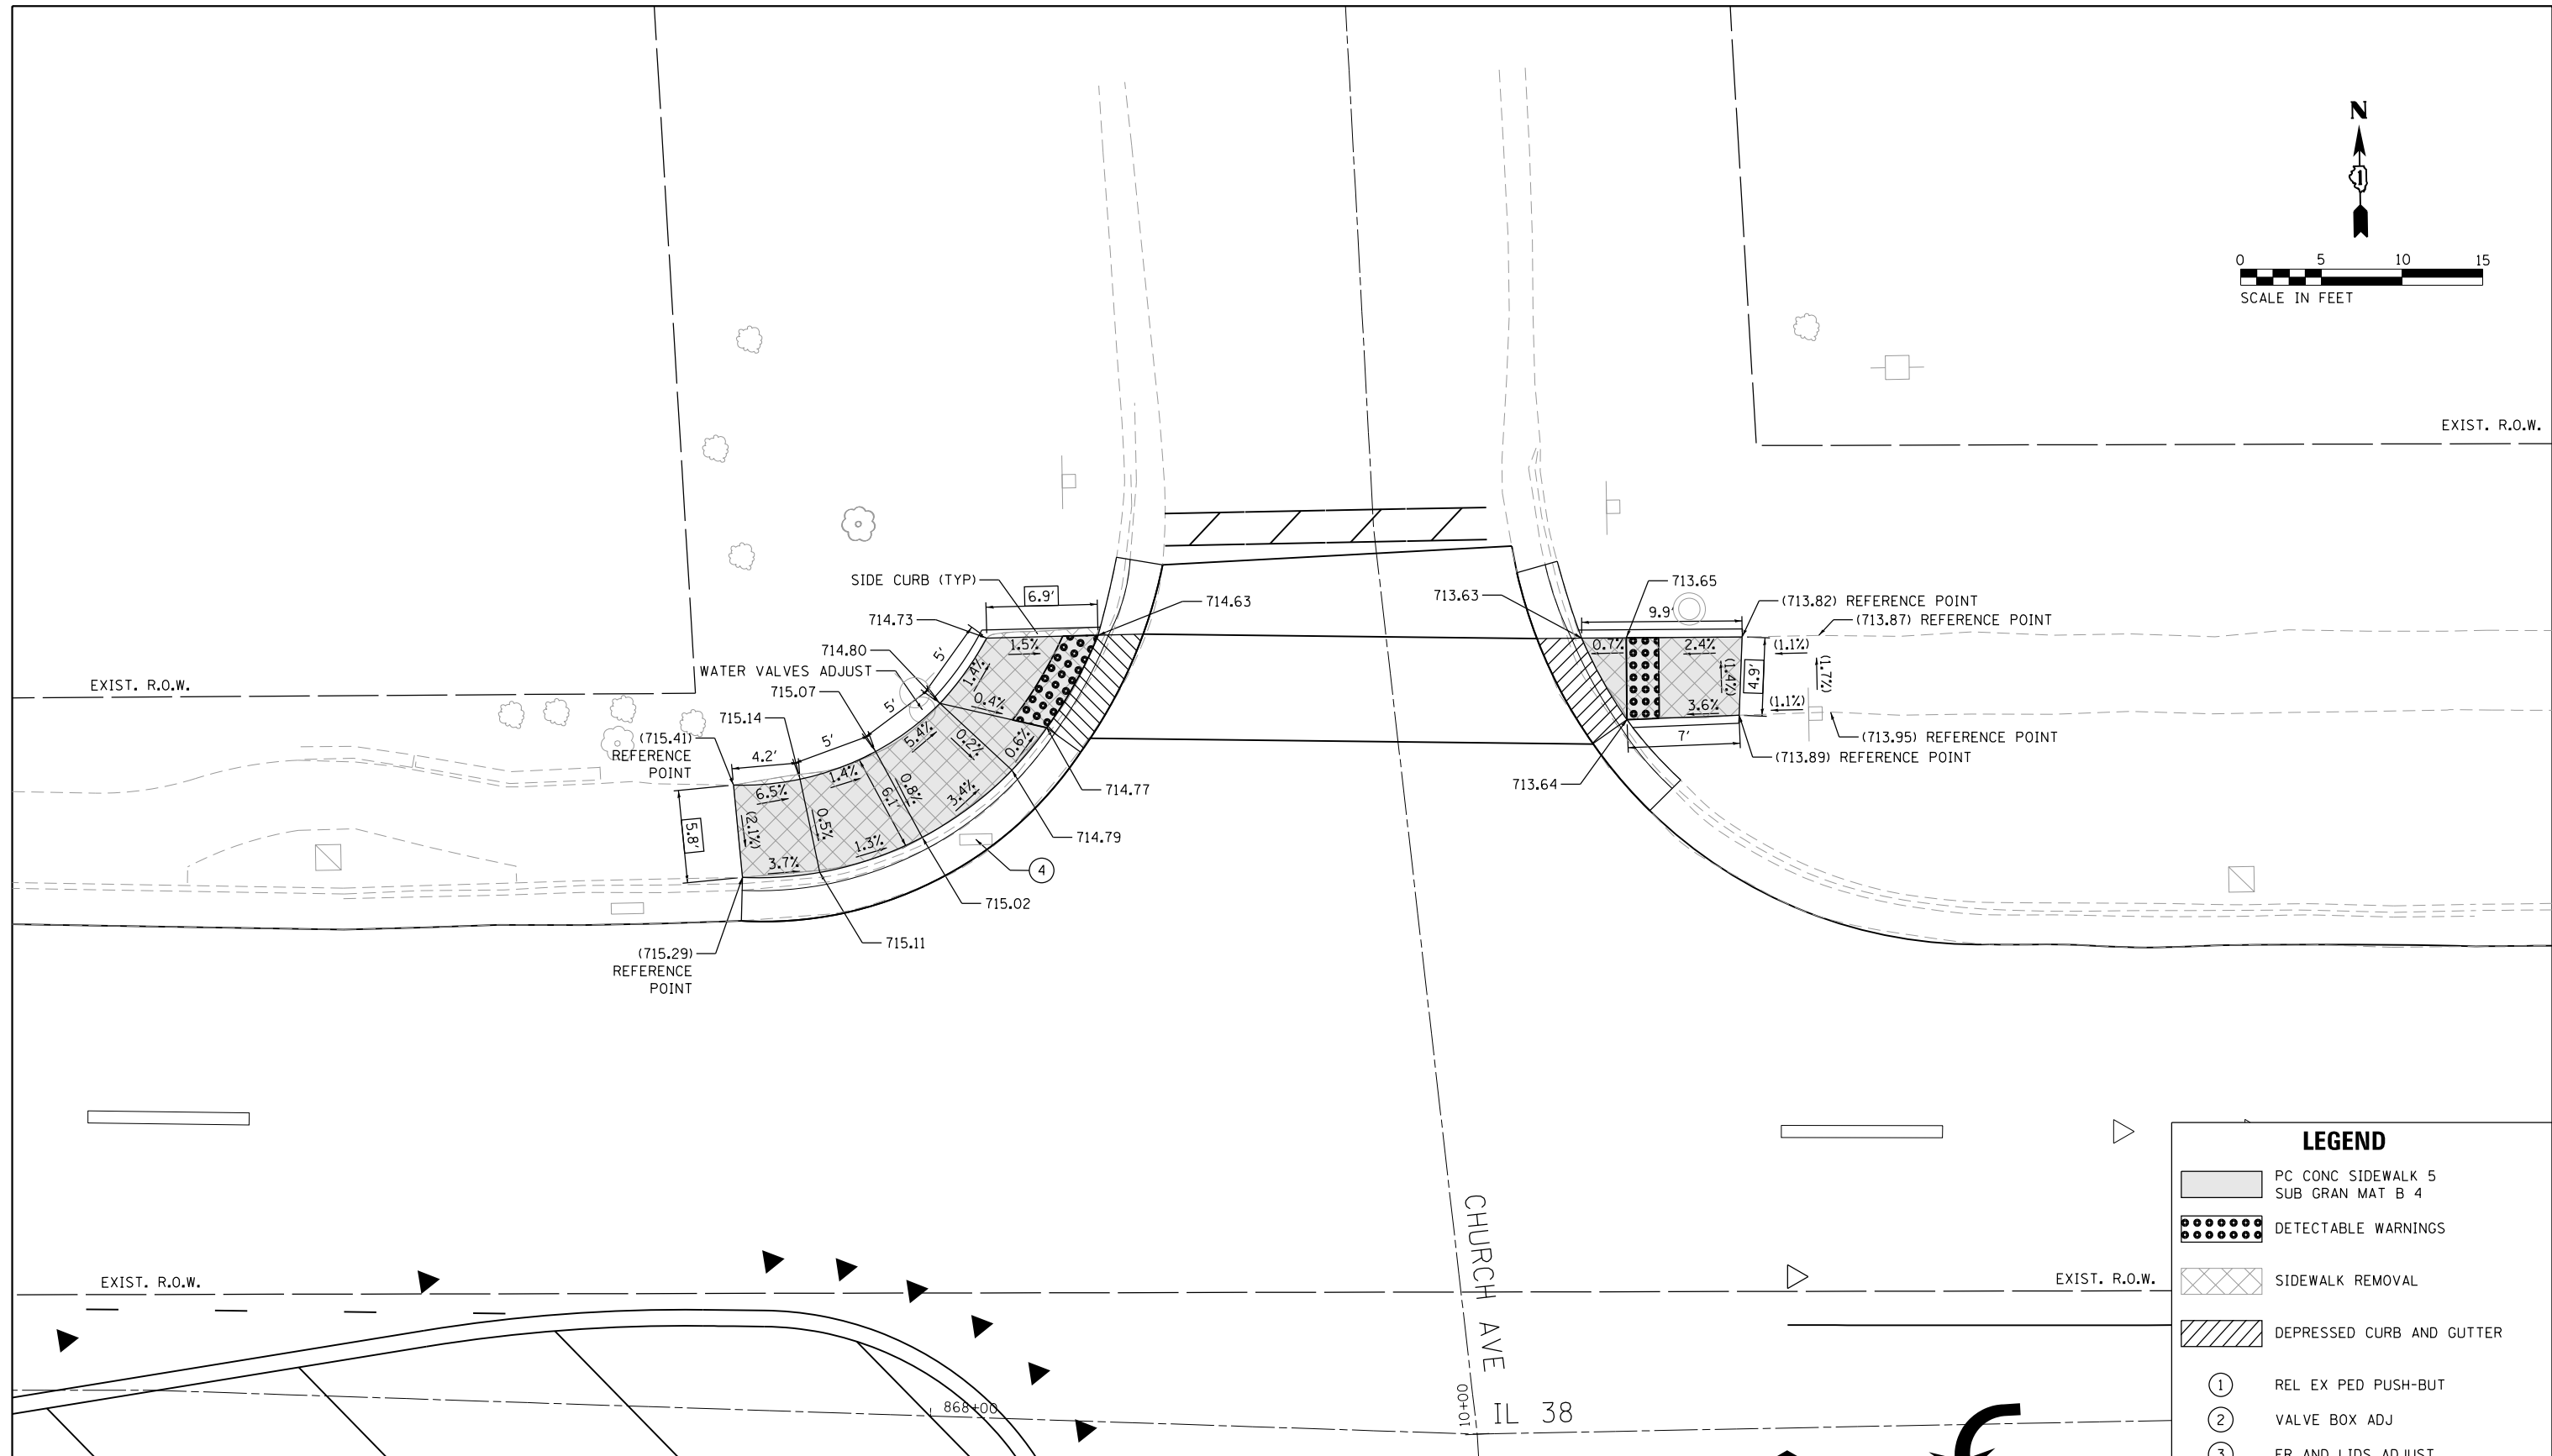 N
1
0 5 10 15
SCALE IN FEET
EXIST. R.O.W.
SIDE CURB (TYP)
6.9'
714.63
714.73
1.5%
5'
1.4%
714.80
WATER VALVES ADJUST
0.4%
715.07
5'
715.14
5'
5.4%
0.2%
0.6%
(715.41)
REFERENCE
POINT
4.2'
1.4%
6.5%
0.8%
6.1'
3.4%
714.77
5.8'
(2.1%)
0.5%
1.3%
3.7%
714.79
4
715.02
715.11
(715.29)
REFERENCE
POINT
EXIST. R.O.W.
713.63
713.65
9.9'
(713.82) REFERENCE POINT
(713.87) REFERENCE POINT
0.7%
2.4%
(1.1%)
(1.4%)
4.9'
(1.7%)
3.6%
(1.1%)
7'
(713.95) REFERENCE POINT
(713.89) REFERENCE POINT
713.64
EXIST. R.O.W.
EXIST. R.O.W.
CHURCH AVE
868+00
10+00
IL 38
LEGEND
PC CONC SIDEWALK 5
SUB GRAN MAT B 4
DETECTABLE WARNINGS
SIDEWALK REMOVAL
DEPRESSED CURB AND GUTTER
1 REL EX PED PUSH-BUT
2 VALVE BOX ADJ
3 FR AND LIDS ADJUST